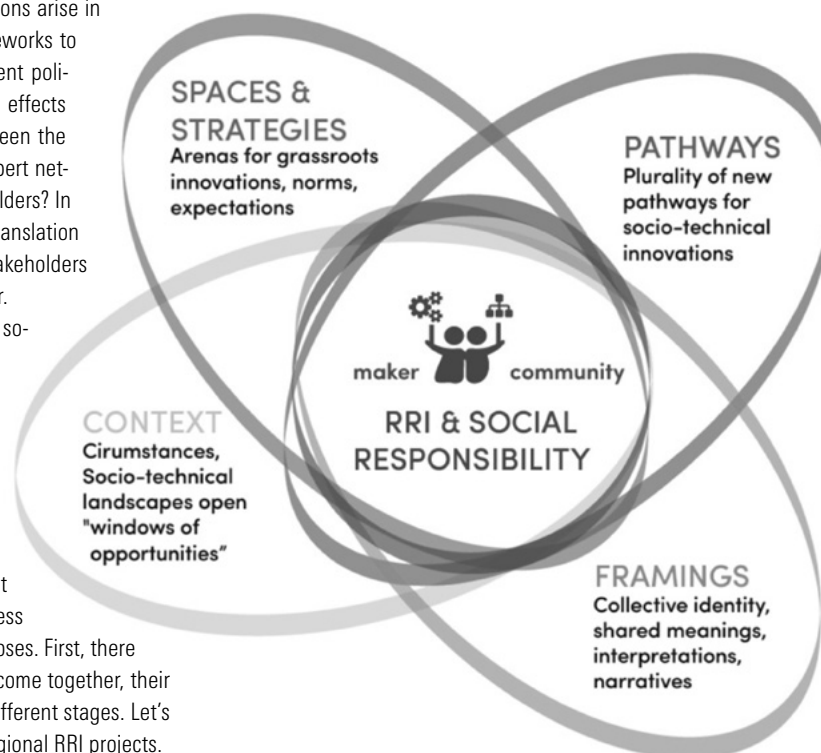 ons arise in
eworks to
ent poli-
effects
een the
pert net-
lders? In
anslation
akeholders
r.
so-
t
ess
oses. First, there
come together, their
fferent stages. Let's
gional RRI projects.
SPACES &
STRATEGIES
Arenas for grassroots
innovations, norms,
expectations
PATHWAYS
Plurality of new
pathways for
socio-technical
innovations
maker community
RRI & SOCIAL
RESPONSIBILITY
CONTEXT
Cirumstances,
Socio-technical
landscapes open
"windows of
opportunities"
FRAMINGS
Collective identity,
shared meanings,
interpretations,
narratives